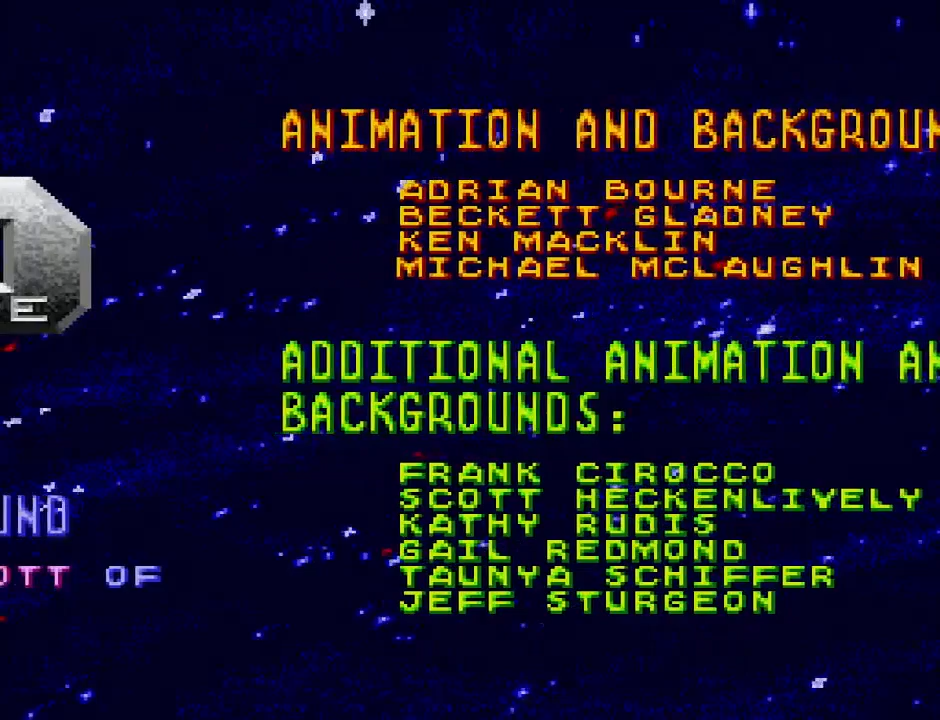 ANIMATION AND BACKGROUN
ADRIAN BOURNE
BECKETT GLADNEY
KEN MACKLIN
MICHAEL MCLAUGHLIN
E
ADDITIONAL ANIMATION AN
BACKGROUNDS:
FRANK CIROCCO
SCOTT HECKENLIVELY
KATHY RUDIS
GAIL REDMOND
TAUNYA SCHIFFER
JEFF STURGEON
UND
OTT OF